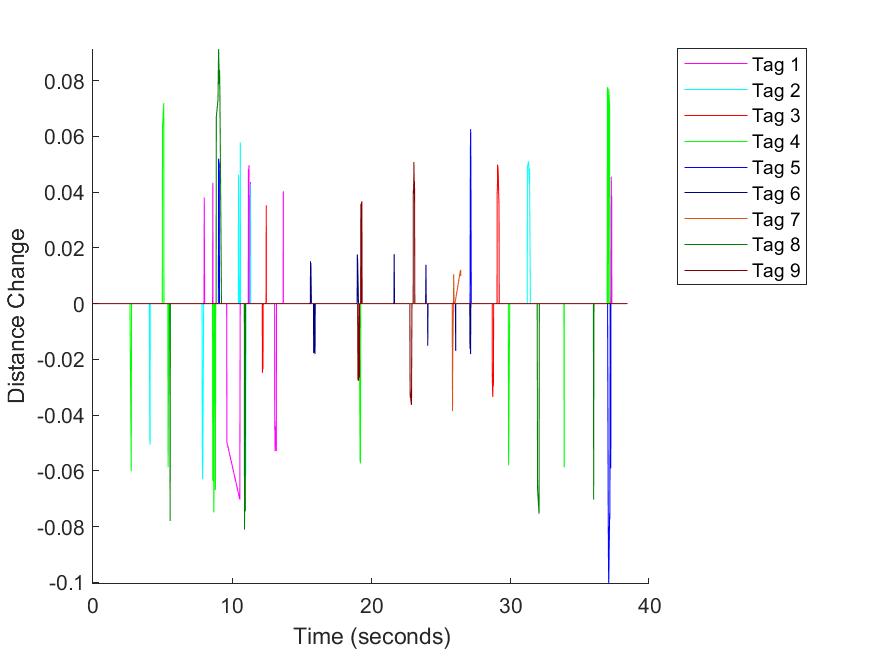 Distance Change
0.08
0.06
0.04
0.02
0
-0.02
-0.04
-0.06
-0.08
-0.1
0 10 20 30 40
Time (seconds)
Tag 1
Tag 2
Tag 3
Tag 4
Tag 5
Tag 6
Tag 7
Tag 8
Tag 9